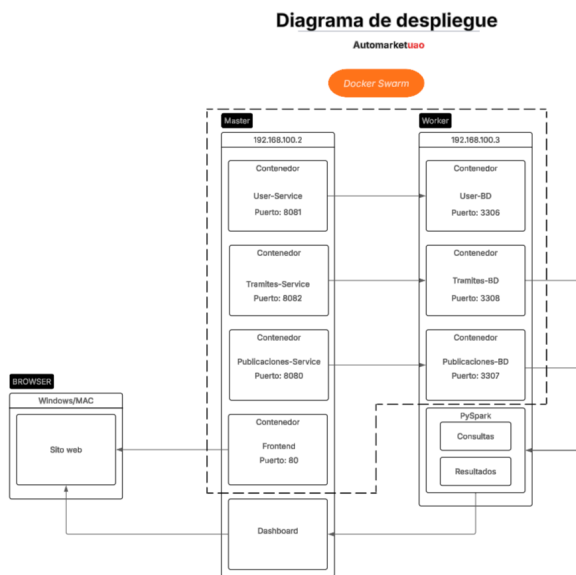 Diagrama de despliegue
Automarketuao
Docker Swarm
Master
192.168.100.2
Contenedor
User-Service
Puerto: 8081
Contenedor
Tramites-Service
Puerto: 8082
Contenedor
Publicaciones-Service
Puerto: 8080
Contenedor
Frontend
Puerto: 80
Dashboard
Worker
192.168.100.3
Contenedor
User-BD
Puerto: 3306
Contenedor
Tramites-BD
Puerto: 3308
Contenedor
Publicaciones-BD
Puerto: 3307
PySpark
Consultas
Resultados
BROWSER
Windows/MAC
Sito web